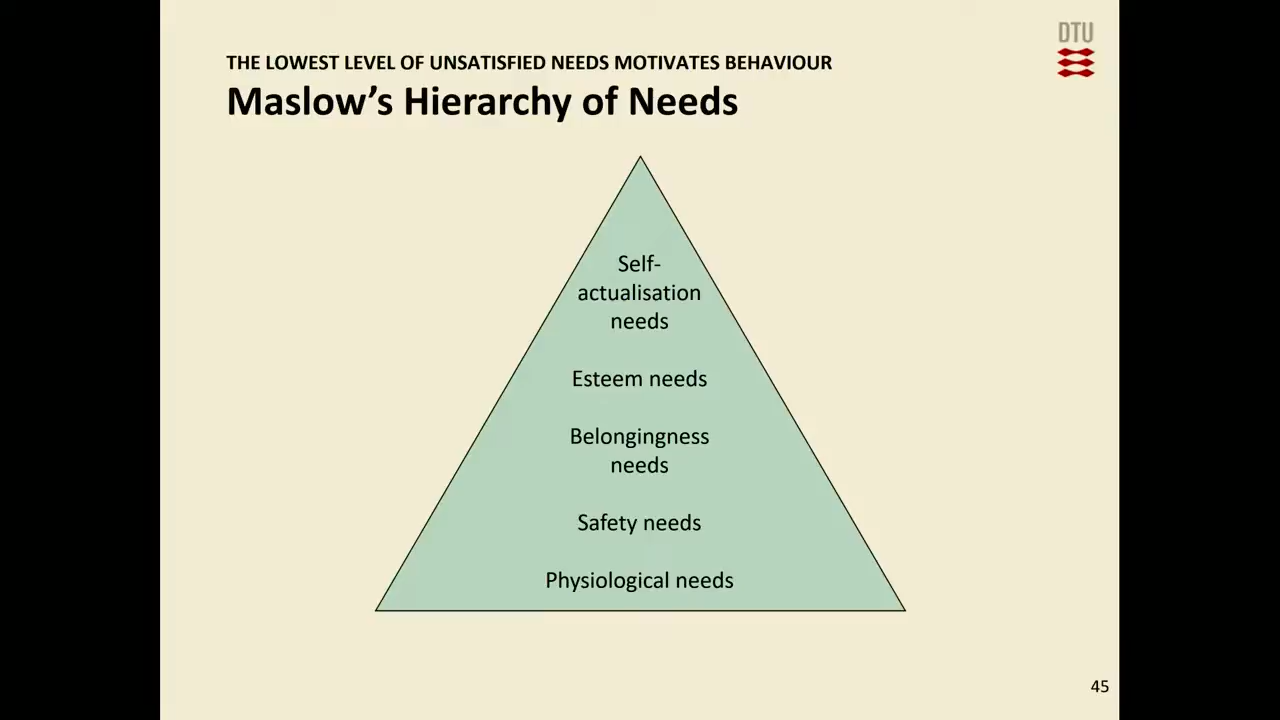 DTU
THE LOWEST LEVEL OF UNSATISFIED NEEDS MOTIVATES BEHAVIOUR
Maslow’s Hierarchy of Needs
Self-
actualisation
needs
Esteem needs
Belongingness
needs
Safety needs
Physiological needs
45